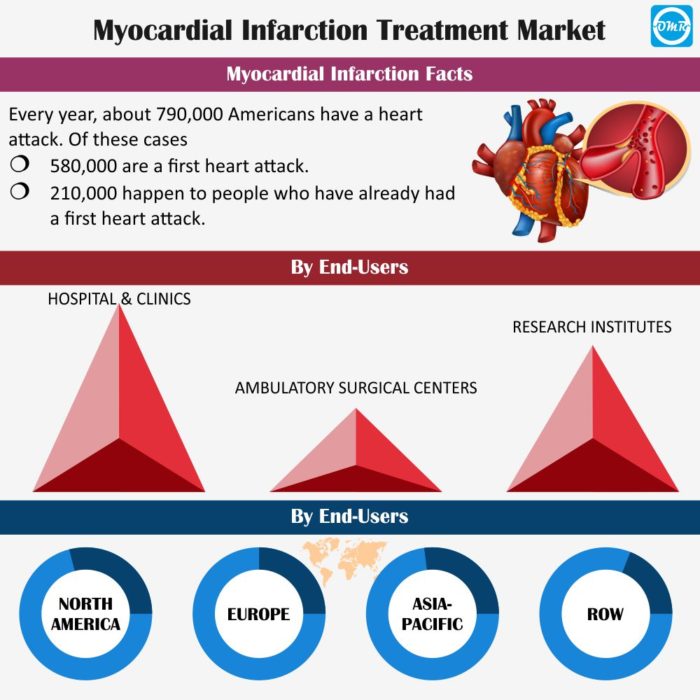 Myocardial Infarction Treatment Market
OMR
Myocardial Infarction Facts
Every year, about 790,000 Americans have a heart
attack. Of these cases
580,000 are a first heart attack.
210,000 happen to people who have already had
a first heart attack.
By End-Users
HOSPITAL & CLINICS
RESEARCH INSTITUTES
AMBULATORY SURGICAL CENTERS
By End-Users
NORTH
AMERICA
EUROPE
ASIA-
PACIFIC
ROW